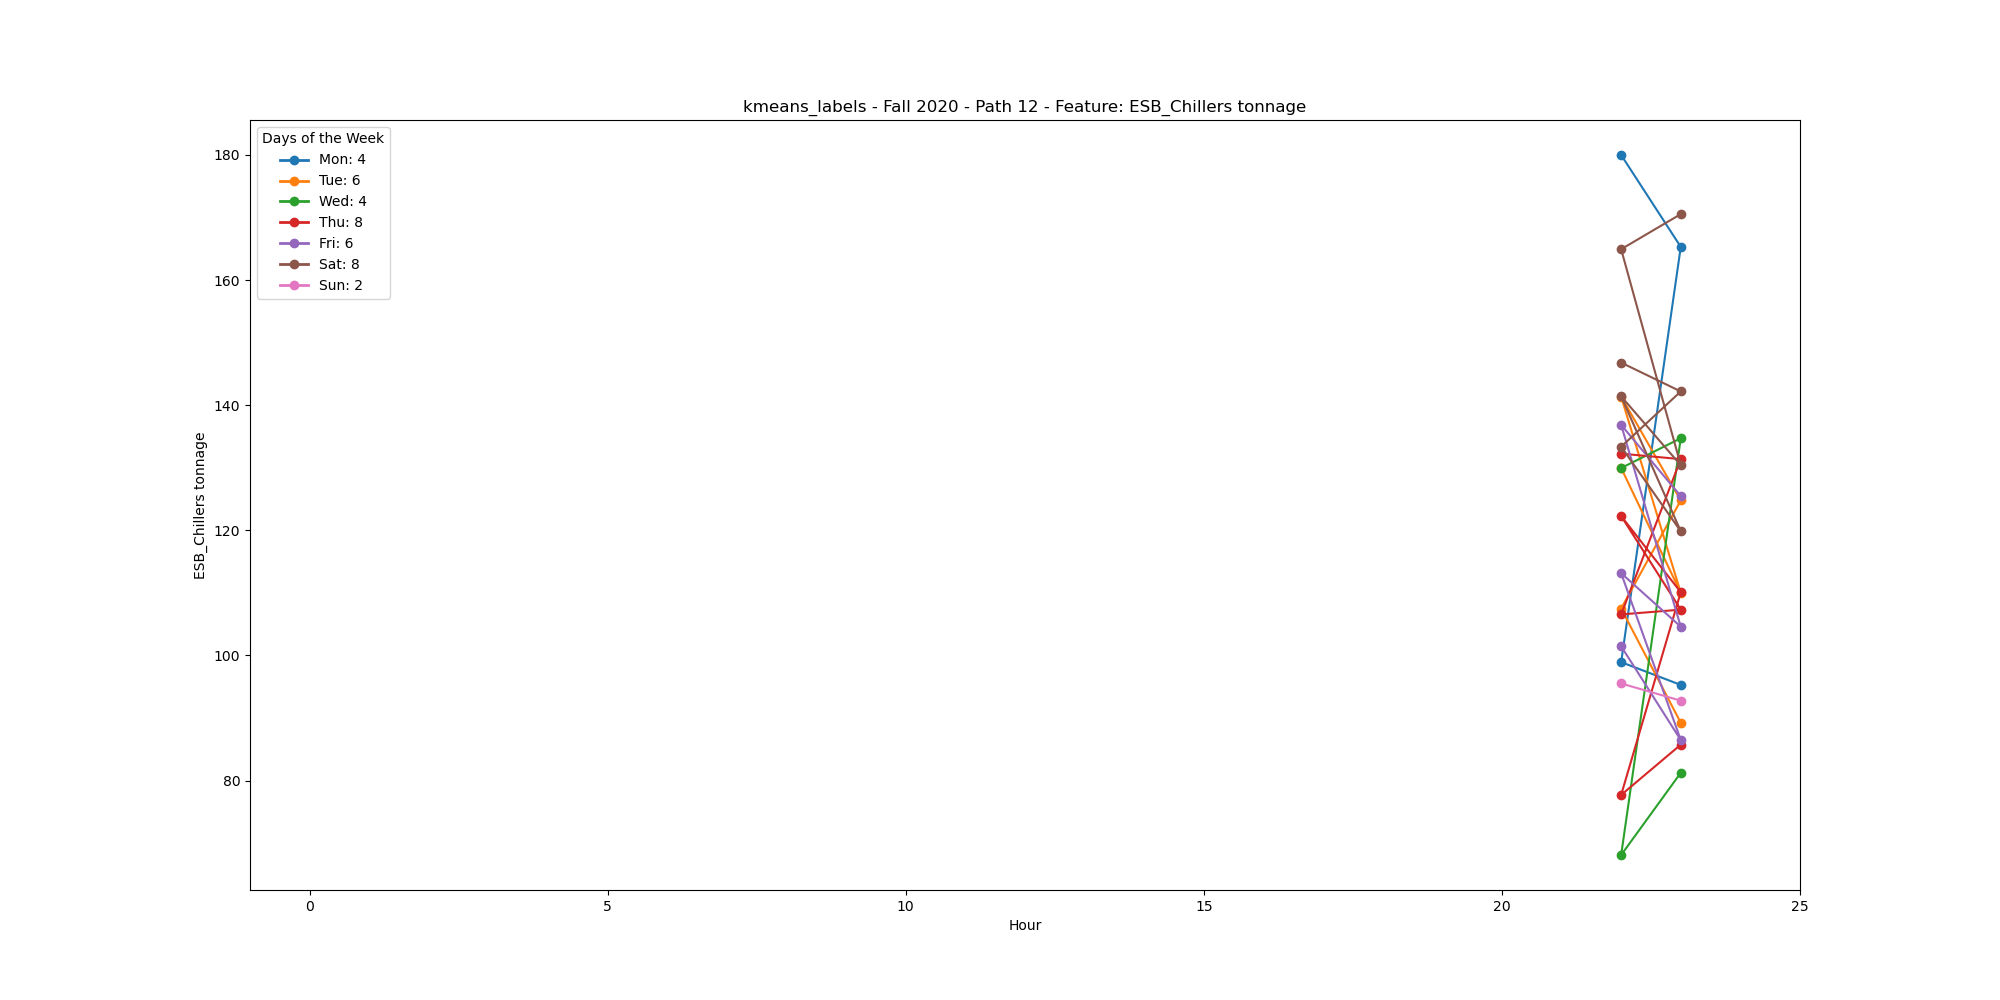 kmeans_labels - Fall 2020 - Path 12 - Feature: ESB_Chillers tonnage
Days of the Week
Mon: 4
Tue: 6
Wed: 4
Thu: 8
Fri: 6
Sat: 8
Sun: 2
180
160
140
120
100
80
ESB_Chillers tonnage
0 5 10 15 20 25
Hour